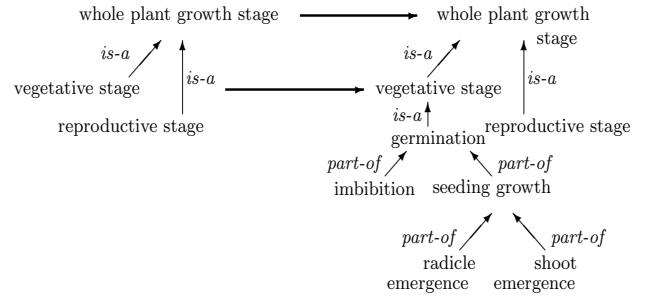 whole plant growth stage
is-a
is-a
vegetative stage
reproductive stage
whole plant growth
stage
is-a
is-a
vegetative stage
is-a
germination
reproductive stage
part-of
part-of
imbibition
seeding growth
part-of
part-of
radicle
emergence
shoot
emergence